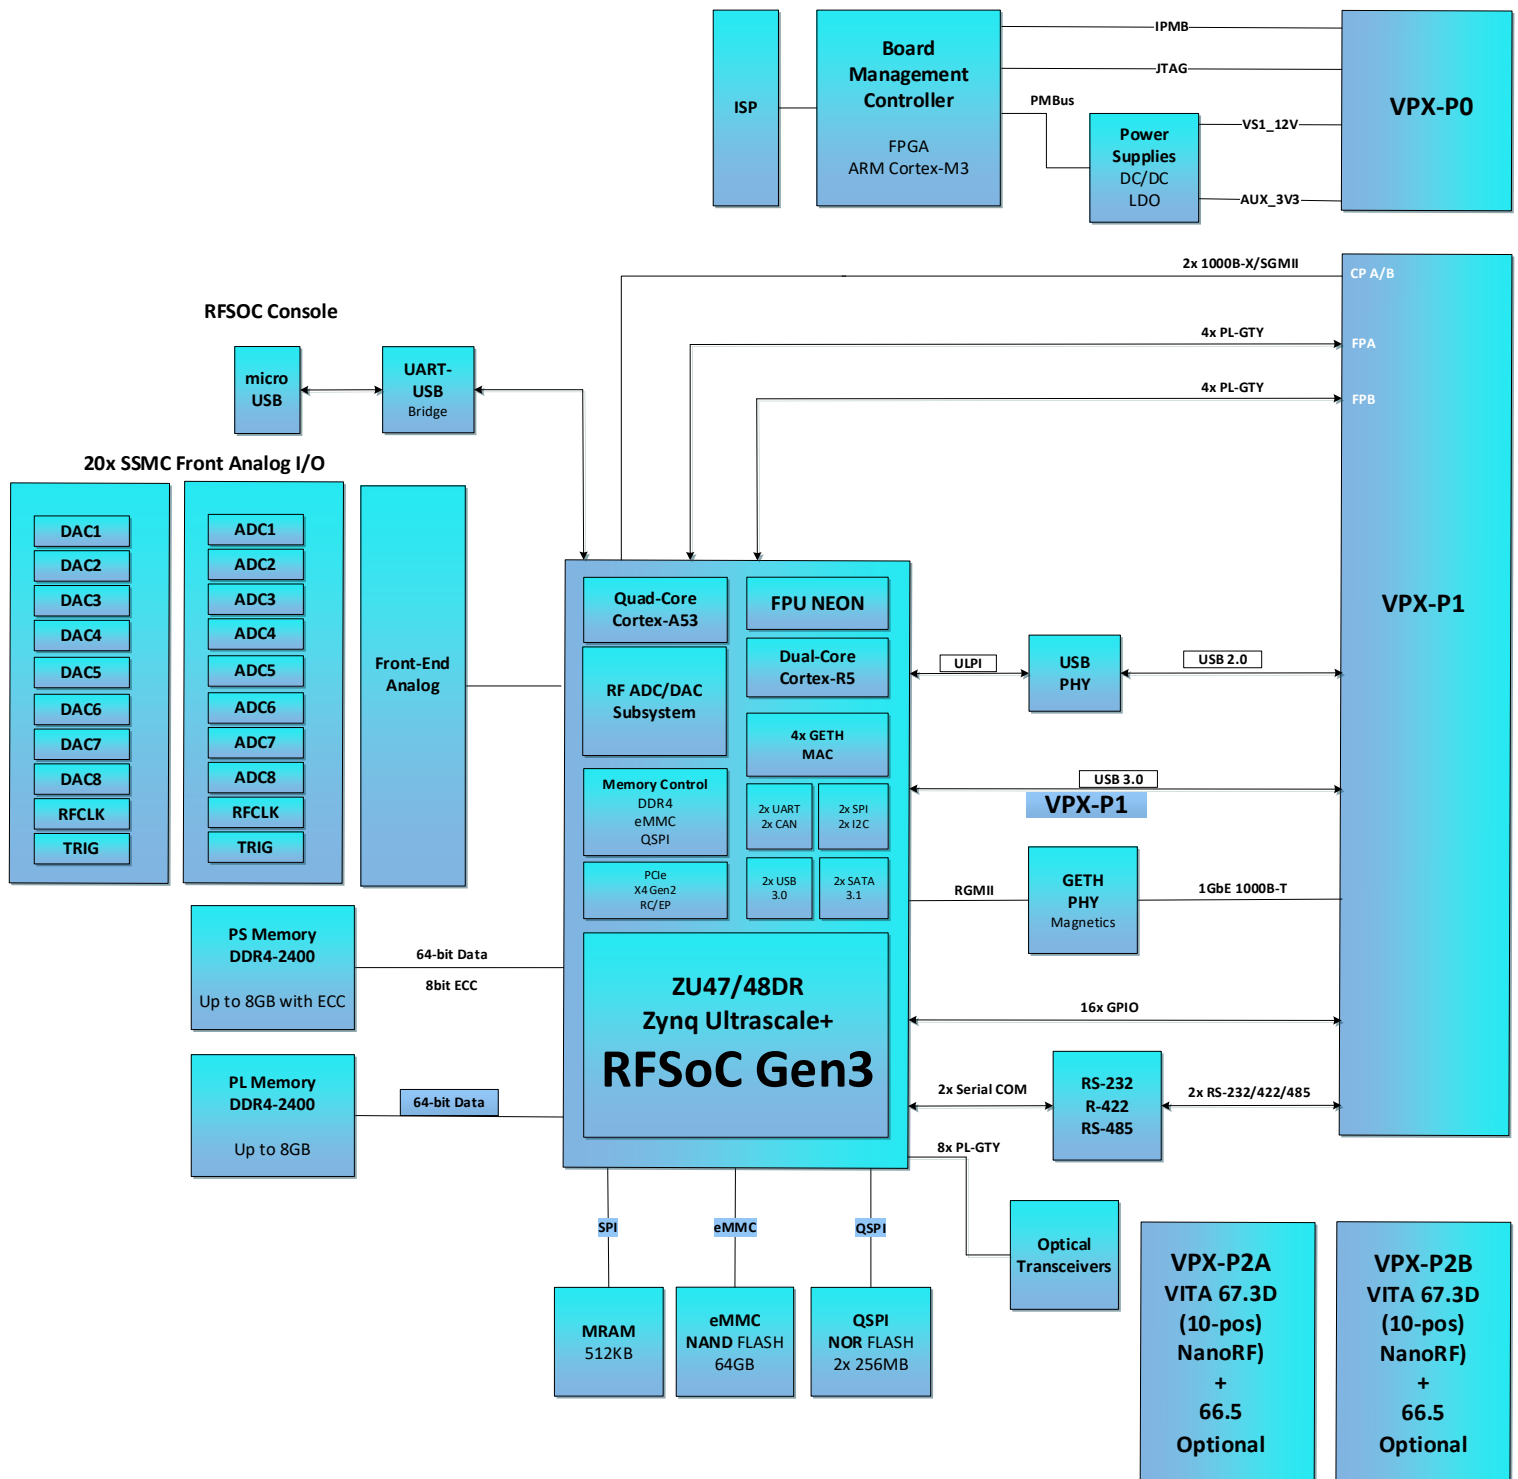 ISP
Board
Management
Controller
FPGA
ARM Cortex-M3
IPMB
JTAG
PMBus
Power
Supplies
DC/DC
LDO
VS1_12V
AUX_3V3
VPX-P0
2x 1000B-X/SGMII
CP A/B
4x PL-GTY
FPA
4x PL-GTY
FPB
VPX-P1
RFSOC Console
micro
USB
UART-
USB
Bridge
20x SSMC Front Analog I/O
DAC1
DAC2
DAC3
DAC4
DAC5
DAC6
DAC7
DAC8
RFCLK
TRIG
ADC1
ADC2
ADC3
ADC4
ADC5
ADC6
ADC7
ADC8
RFCLK
TRIG
Front-End
Analog
Quad-Core
Cortex-A53
FPU NEON
RF ADC/DAC
Subsystem
Dual-Core
Cortex-R5
4x GETH
MAC
Memory Control
DDR4
eMMC
QSPI
2x UART
2x CAN
2x SPI
2x I2C
PCIe
X4 Gen2
RC/EP
2x USB
3.0
2x SATA
3.1
ZU47/48DR
Zynq Ultrascale+
RFSoC Gen3
ULPI
USB
PHY
USB 2.0
USB 3.0
VPX-P1
RGMII
GETH
PHY
Magnetics
1GbE 1000B-T
16x GPIO
2x Serial COM
RS-232
R-422
RS-485
2x RS-232/422/485
8x PL-GTY
Optical
Transceivers
PS Memory
DDR4-2400
Up to 8GB with ECC
64-bit Data
8bit ECC
PL Memory
DDR4-2400
Up to 8GB
64-bit Data
SPI
eMMC
QSPI
MRAM
512KB
eMMC
NAND FLASH
64GB
QSPI
NOR FLASH
2x 256MB
VPX-P2A
VITA 67.3D
(10-pos)
NanoRF)
+
66.5
Optional
VPX-P2B
VITA 67.3D
(10-pos)
NanoRF)
+
66.5
Optional